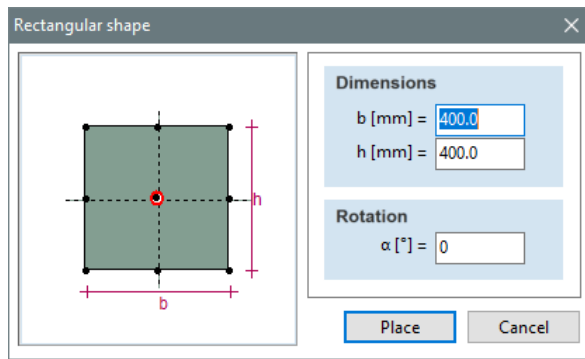 Rectangular shape
h
b
Dimensions
b [mm] = 400.0
h [mm] = 400.0
Rotation
α [°] = 0
Place Cancel